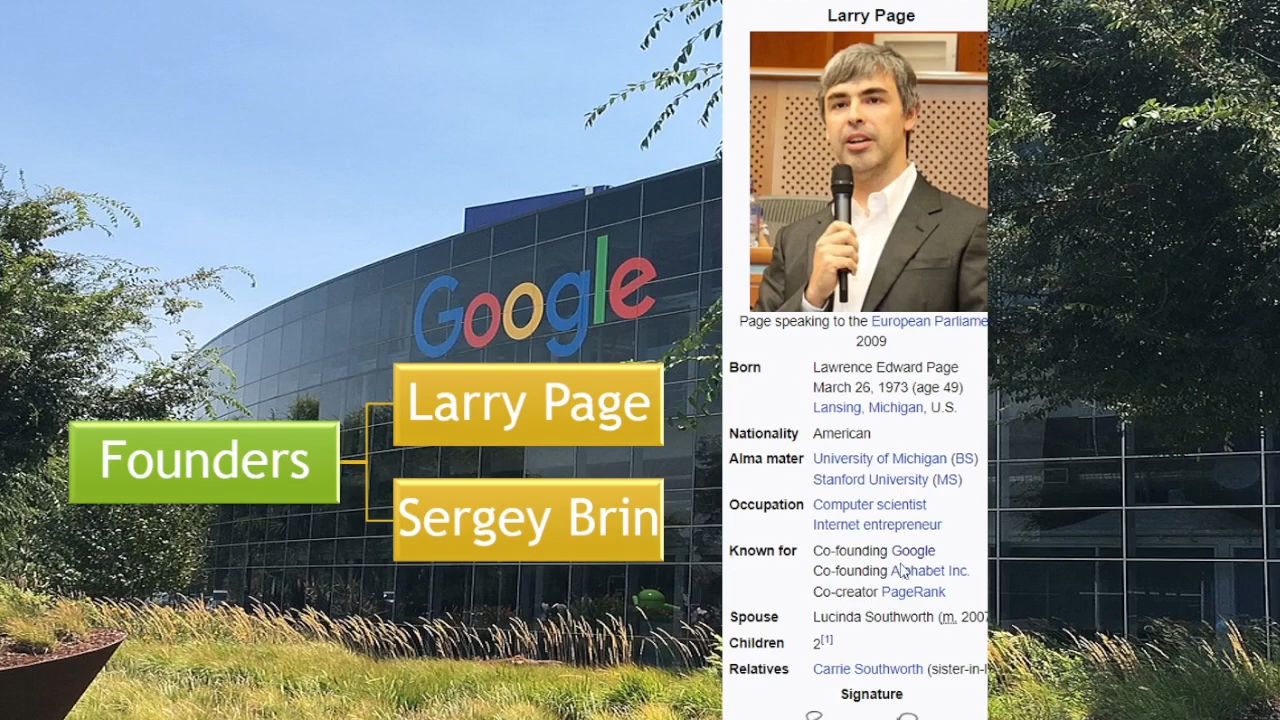 Google
Founders
Larry Page
Sergey Brin
Larry Page
Page speaking to the European Parliame
2009
Born Lawrence Edward Page
March 26, 1973 (age 49)
Lansing, Michigan, U.S.
Nationality American
Alma mater University of Michigan (BS)
Stanford University (MS)
Occupation Computer scientist
Internet entrepreneur
Known for Co-founding Google
Co-founding Alphabet Inc.
Co-creator PageRank
Spouse Lucinda Southworth (m. 2007
Children 2[1]
Relatives Carrie Southworth (sister-in-l
Signature